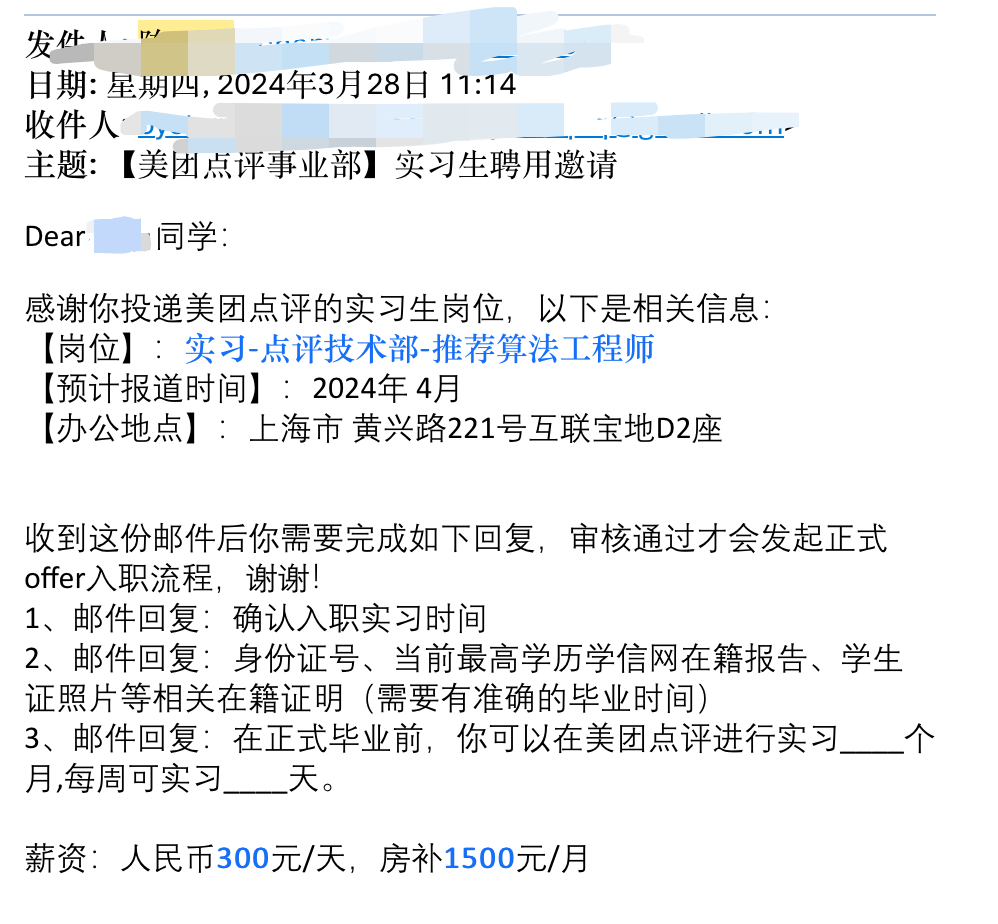 发件人:
日期: 星期四, 2024年3月28日 11:14
收件人:
主题: 【美团点评事业部】实习生聘用邀请
Dear 同学：
感谢你投递美团点评的实习生岗位，以下是相关信息：
【岗位】：实习-点评技术部-推荐算法工程师
【预计报道时间】：2024年 4月
【办公地点】：上海市 黄兴路221号互联宝地D2座
收到这份邮件后你需要完成如下回复，审核通过才会发起正式
offer入职流程，谢谢！
1、邮件回复：确认入职实习时间
2、邮件回复：身份证号、当前最高学历学信网在籍报告、学生
证照片等相关在籍证明（需要有准确的毕业时间）
3、邮件回复：在正式毕业前，你可以在美团点评进行实习____个
月,每周可实习____天。
薪资：人民币300元/天，房补1500元/月